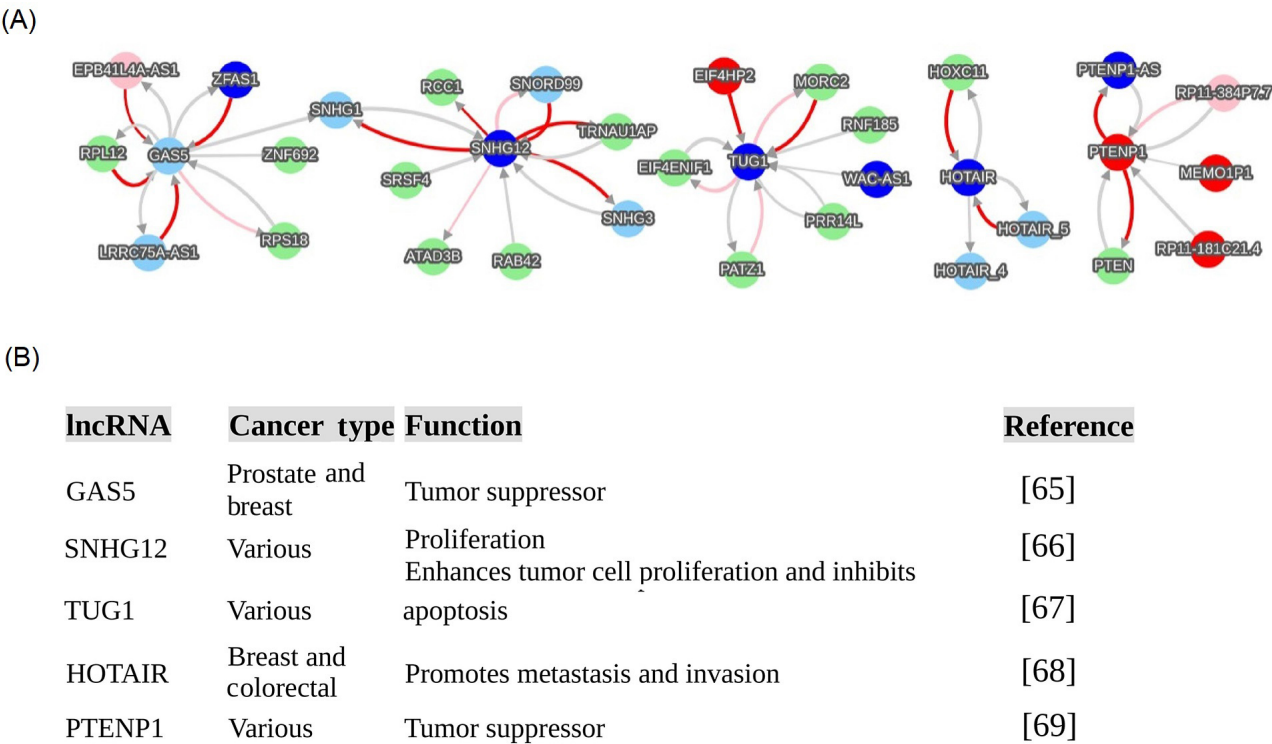 (A)
EPB41L4A-AS1
ZFAS1
RPL12
GAS5
ZNF692
LRRC75A-AS1
RPS18
SNHG1
RCC1
SNORD99
SNHG12
TRNAU1AP
SRSF4
SNHG3
ATAD3B
RAB42
EIF4HP2
MORC2
RNF185
EIF4ENIF1
TUG1
WAC-AS1
PRR14L
PATZ1
HOXC11
HOTAIR
HOTAIR_5
HOTAIR_4
PTENP1-AS
RP11-384P7.7
PTENP1
MEMO1P1
RP11-181C21.4
PTEN
(B)
lncRNA Cancer type Function Reference
GAS5 Prostate and breast Tumor suppressor [65]
SNHG12 Various Proliferation [66]
TUG1 Various Enhances tumor cell proliferation and inhibits apoptosis [67]
HOTAIR Breast and colorectal Promotes metastasis and invasion [68]
PTENP1 Various Tumor suppressor [69]